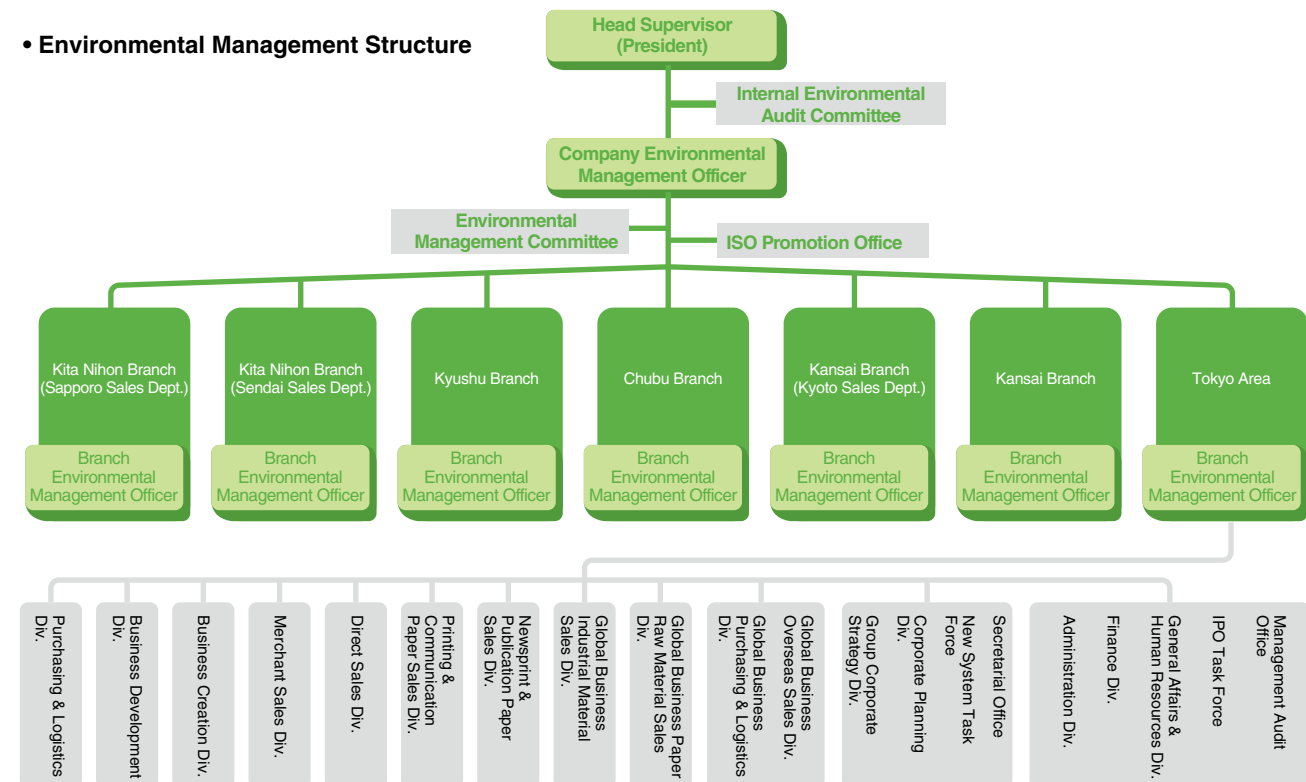 • Environmental Management Structure
Head Supervisor
(President)
Internal Environmental
Audit Committee
Company Environmental
Management Officer
Environmental
Management Committee
ISO Promotion Office
Kita Nihon Branch
(Sapporo Sales Dept.)
Kita Nihon Branch
(Sendai Sales Dept.)
Kyushu Branch
Chubu Branch
Kansai Branch
(Kyoto Sales Dept.)
Kansai Branch
Tokyo Area
Branch
Environmental
Management Officer
Branch
Environmental
Management Officer
Branch
Environmental
Management Officer
Branch
Environmental
Management Officer
Branch
Environmental
Management Officer
Branch
Environmental
Management Officer
Branch
Environmental
Management Officer
Purchasing & Logistics
Div.
Business Development
Div.
Business Creation Div.
Merchant Sales Div.
Direct Sales Div.
Printing &
Communication
Paper Sales Div.
Newsprint &
Publication Paper
Sales Div.
Global Business
Industrial Material
Sales Div.
Global Business Paper
Raw Material Sales
Div.
Global Business
Purchasing & Logistics
Div.
Global Business
Overseas Sales Div.
Group Corporate
Strategy Div.
Corporate Planning
Div.
New System Task
Force
Secretarial Office
Administration Div.
Finance Div.
General Affairs &
Human Resources Div.
IPO Task Force
Management Audit
Office